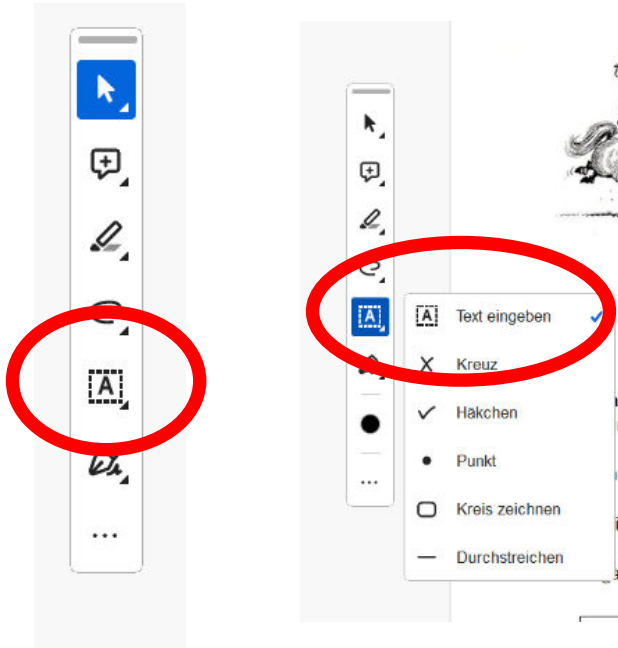 A
A
A Text eingeben
Kreuz
Häkchen
Punkt
Kreis zeichnen
Durchstreichen